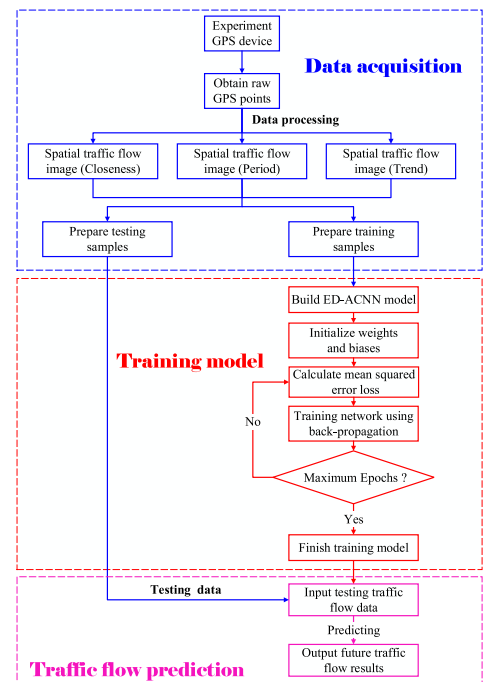 Experiment
GPS device
Data acquisition
Obtain raw
GPS points
Data processing
Spatial traffic flow
image (Closeness)
Spatial traffic flow
image (Period)
Spatial traffic flow
image (Trend)
Prepare testing
samples
Prepare training
samples
Build ED-ACNN model
Initialize weights
and biases
Training model
Calculate mean squared
error loss
Training network using
back-propagation
No
Maximum Epochs ?
Yes
Finish training model
Testing data
Input testing traffic
flow data
Predicting
Traffic flow prediction
Output future traffic
flow results